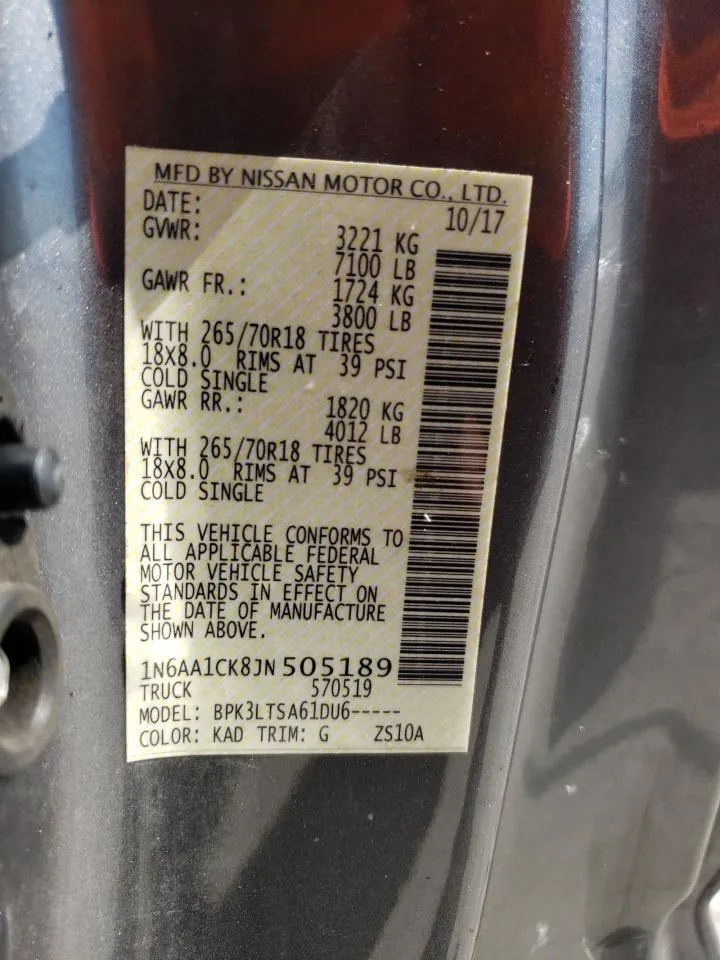 MFD BY NISSAN MOTOR CO., LTD.
DATE: 10/17
GVWR: 3221 KG
7100 LB
GAWR FR.: 1724 KG
3800 LB
WITH 265/70R18 TIRES
18X8.0 RIMS AT 39 PSI
COLD SINGLE
GAWR RR.: 1820 KG
4012 LB
WITH 265/70R18 TIRES
18X8.0 RIMS AT 39 PSI
COLD SINGLE
THIS VEHICLE CONFORMS TO
ALL APPLICABLE FEDERAL
MOTOR VEHICLE SAFETY
STANDARDS IN EFFECT ON
THE DATE OF MANUFACTURE
SHOWN ABOVE.
1N6AA1CK8JN 505189
TRUCK 570519
MODEL: BPK3LTSA61DU6-----
COLOR: KAD TRIM: G ZS10A